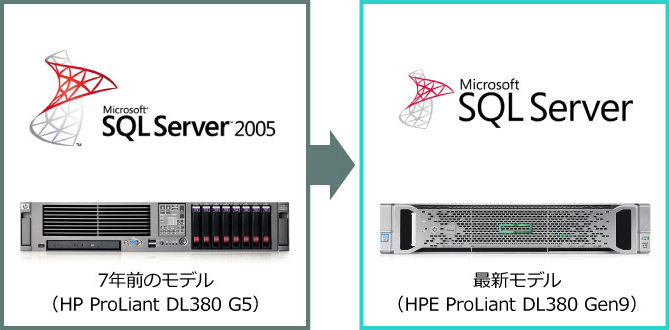 Microsoft
SQL Server 2005
™
7年前のモデル
（HP ProLiant DL380 G5）
Microsoft
SQL Server
最新モデル
（HPE ProLiant DL380 Gen9）